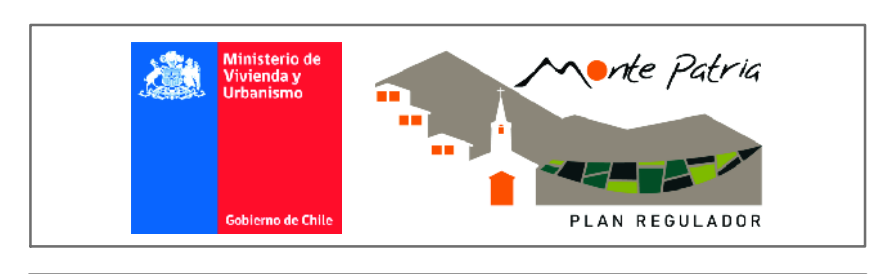 Ministerio de
Vivienda y
Urbanismo
Gobierno de Chile
Monte Patria
PLAN REGULADOR